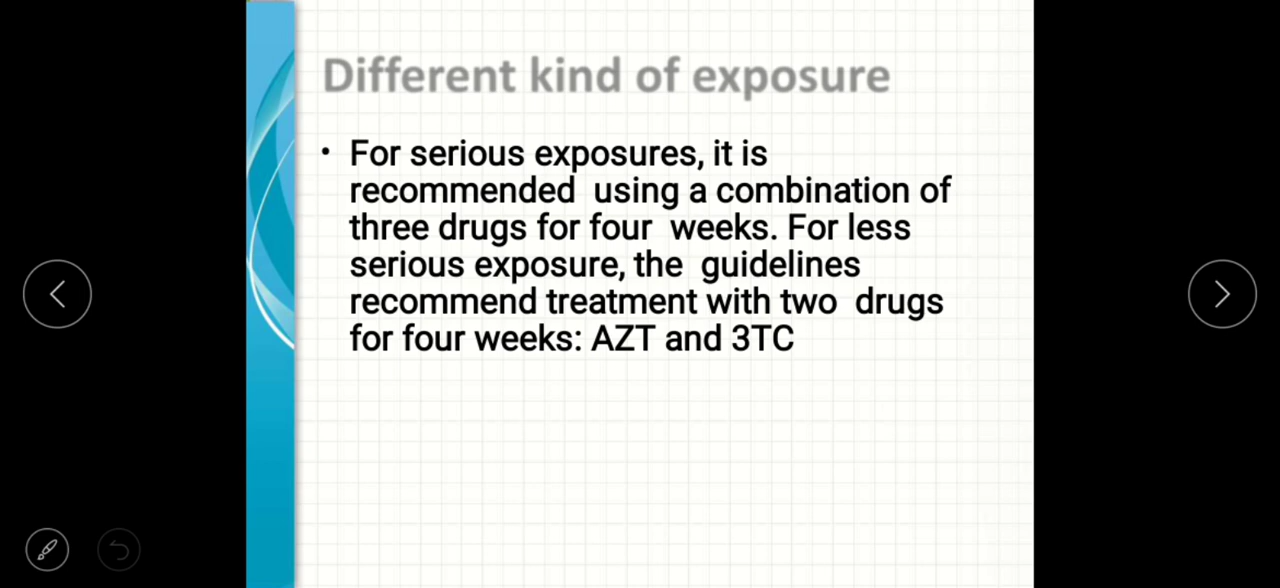 Different kind of exposure
• For serious exposures, it is
recommended using a combination of
three drugs for four weeks. For less
serious exposure, the guidelines
recommend treatment with two drugs
for four weeks: AZT and 3TC